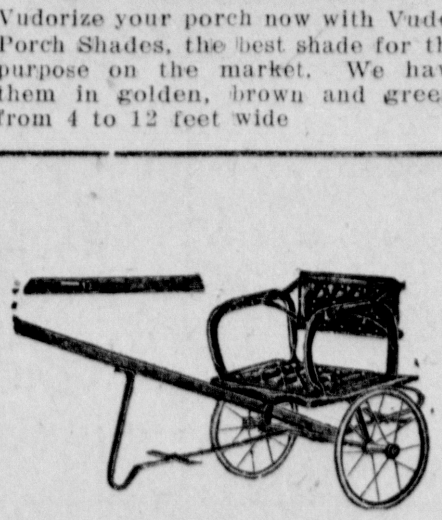 Vudorize your porch now with Vud
Porch Shades, the best shade for th
purpose on the market. We hav
them in golden, brown and gree
from 4 to 12 feet wide